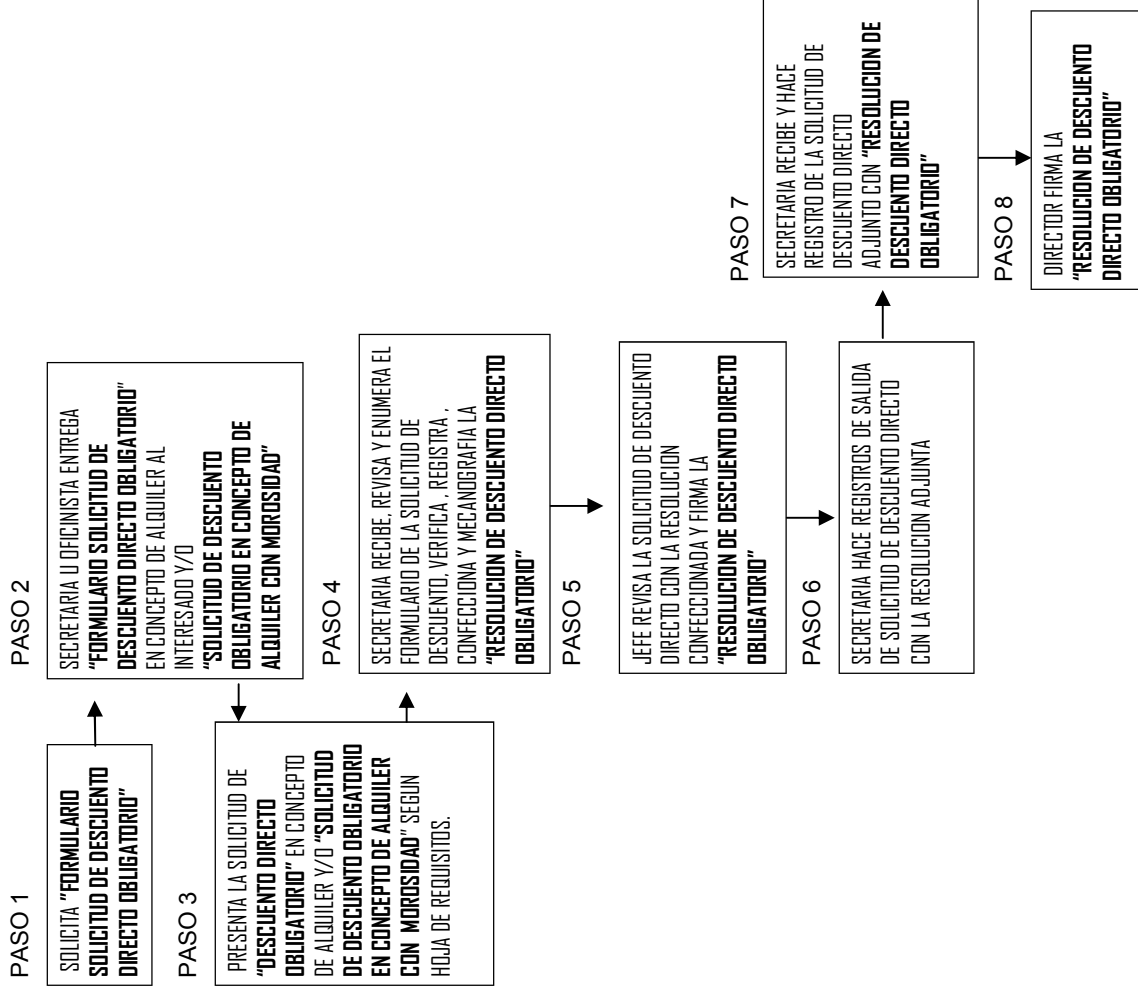 PASO 1
SOLICITA “FORMULARIO
SOLICITUD DE DESCUENTO
DIRECTO OBLIGATORIO”
PASO 2
SECRETARIA U OFICINISTA ENTREGA
“FORMULARIO SOLICITUD DE
DESCUENTO DIRECTO OBLIGATORIO”
EN CONCEPTO DE ALQUILER AL
INTERESADO Y/O
“SOLICITUD DE DESCUENTO
OBLIGATORIO EN CONCEPTO DE
ALQUILER CON MOROSIDAD”
PASO 3
PRESENTA LA SOLICITUD DE
“DESCUENTO DIRECTO
OBLIGATORIO” EN CONCEPTO
DE ALQUILER Y/O “SOLICITUD
DE DESCUENTO OBLIGATORIO
EN CONCEPTO DE ALQUILER
CON MOROSIDAD” SEGÚN
HOJA DE REQUISITOS.
PASO 4
SECRETARIA RECIBE, REVISA Y ENUMERA EL
FORMULARIO DE LA SOLICITUD DE
DESCUENTO, VERIFICA , REGISTRA ,
CONFECCIONA Y MECANOGRAFIA LA
“RESOLUCION DE DESCUENTO DIRECTO
OBLIGATORIO”
PASO 5
JEFE REVISA LA SOLICITUD DE DESCUENTO
DIRECTO CON LA RESOLUCION
CONFECCIONADA Y FIRMA LA
“RESOLUCION DE DESCUENTO DIRECTO
OBLIGATORIO”
PASO 6
SECRETARIA HACE REGISTROS DE SALIDA
DE SOLICITUD DE DESCUENTO DIRECTO
CON LA RESOLUCION ADJUNTA
PASO 7
SECRETARIA RECIBE Y HACE
REGISTRO DE LA SOLICITUD DE
DESCUENTO DIRECTO
ADJUNTO CON “RESOLUCION DE
DESCUENTO DIRECTO
OBLIGATORIO”
PASO 8
DIRECTOR FIRMA LA
“RESOLUCION DE DESCUENTO
DIRECTO OBLIGATORIO”